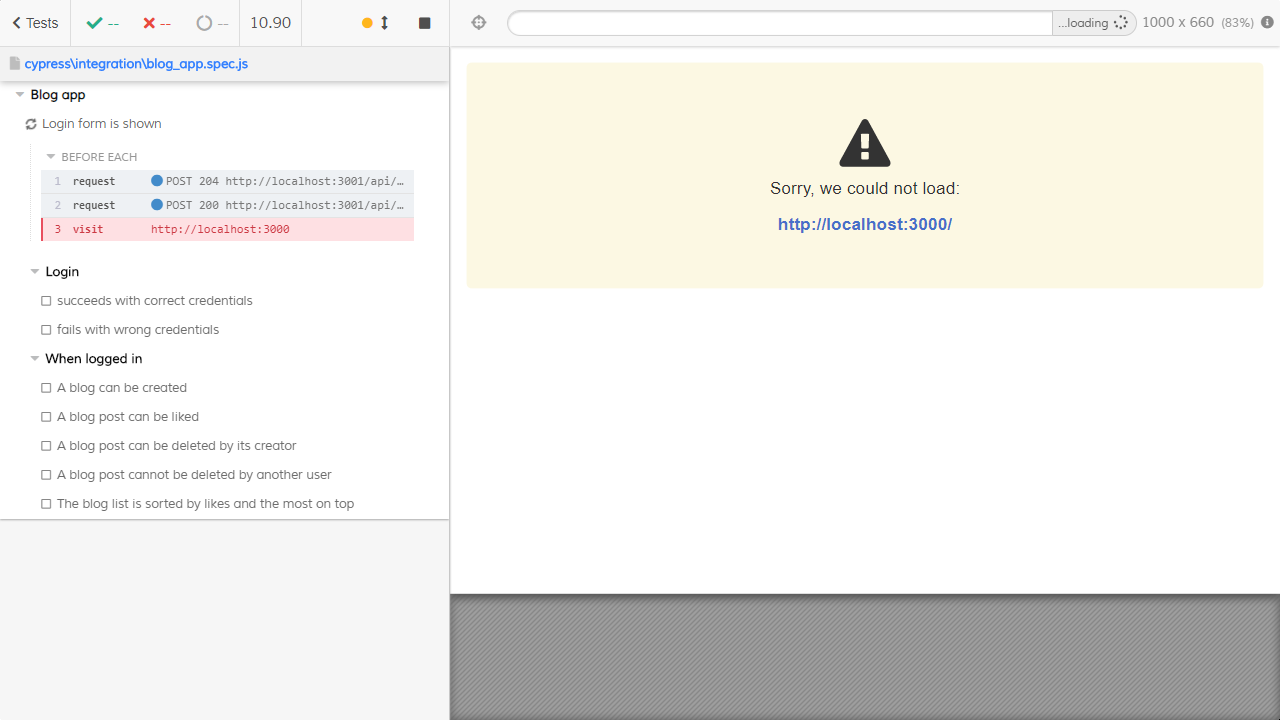 Tests
--
--
--
10.90
cypress\integration\blog_app.spec.js
Blog app
Login form is shown
BEFORE EACH
1 request POST 204 http://localhost:3001/api/…
2 request POST 200 http://localhost:3001/api/…
3 visit http://localhost:3000
Login
succeeds with correct credentials
fails with wrong credentials
When logged in
A blog can be created
A blog post can be liked
A blog post can be deleted by its creator
A blog post cannot be deleted by another user
The blog list is sorted by likes and the most on top
...loading
1000 x 660 (83%)
Sorry, we could not load:
http://localhost:3000/